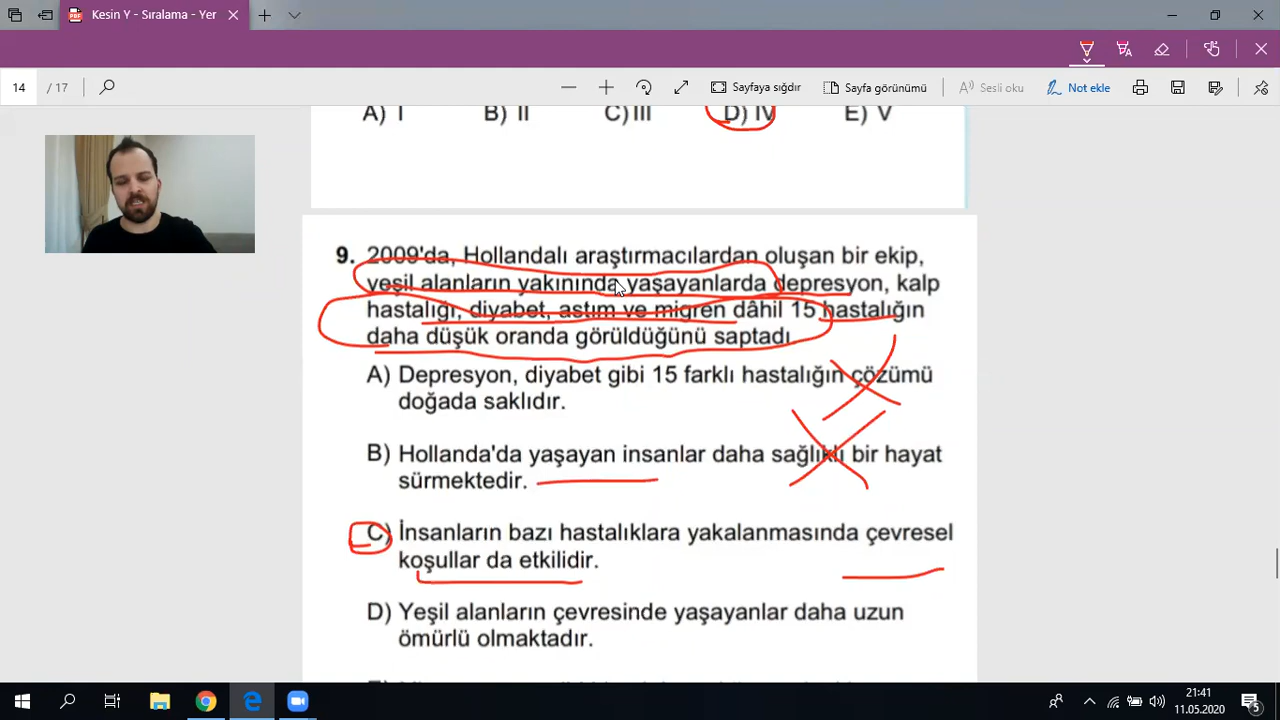 Kesin Y - Sıralama - Yer
14 / 17
Sayfaya sığdır
Sayfa görünümü
Sesli oku
Not ekle
A) I B) II C) III D) IV E) V
9. 2009'da, Hollandalı araştırmacılardan oluşan bir ekip,
yeşil alanların yakınında yaşayanlarda depresyon, kalp
hastalığı, diyabet, astım ve migren dâhil 15 hastalığın
daha düşük oranda görüldüğünü saptadı.
A) Depresyon, diyabet gibi 15 farklı hastalığın çözümü
doğada saklıdır.
B) Hollanda'da yaşayan insanlar daha sağlıklı bir hayat
sürmektedir.
C) İnsanların bazı hastalıklara yakalanmasında çevresel
koşullar da etkilidir.
D) Yeşil alanların çevresinde yaşayanlar daha uzun
ömürlü olmaktadır.
21:41
11.05.2020
5